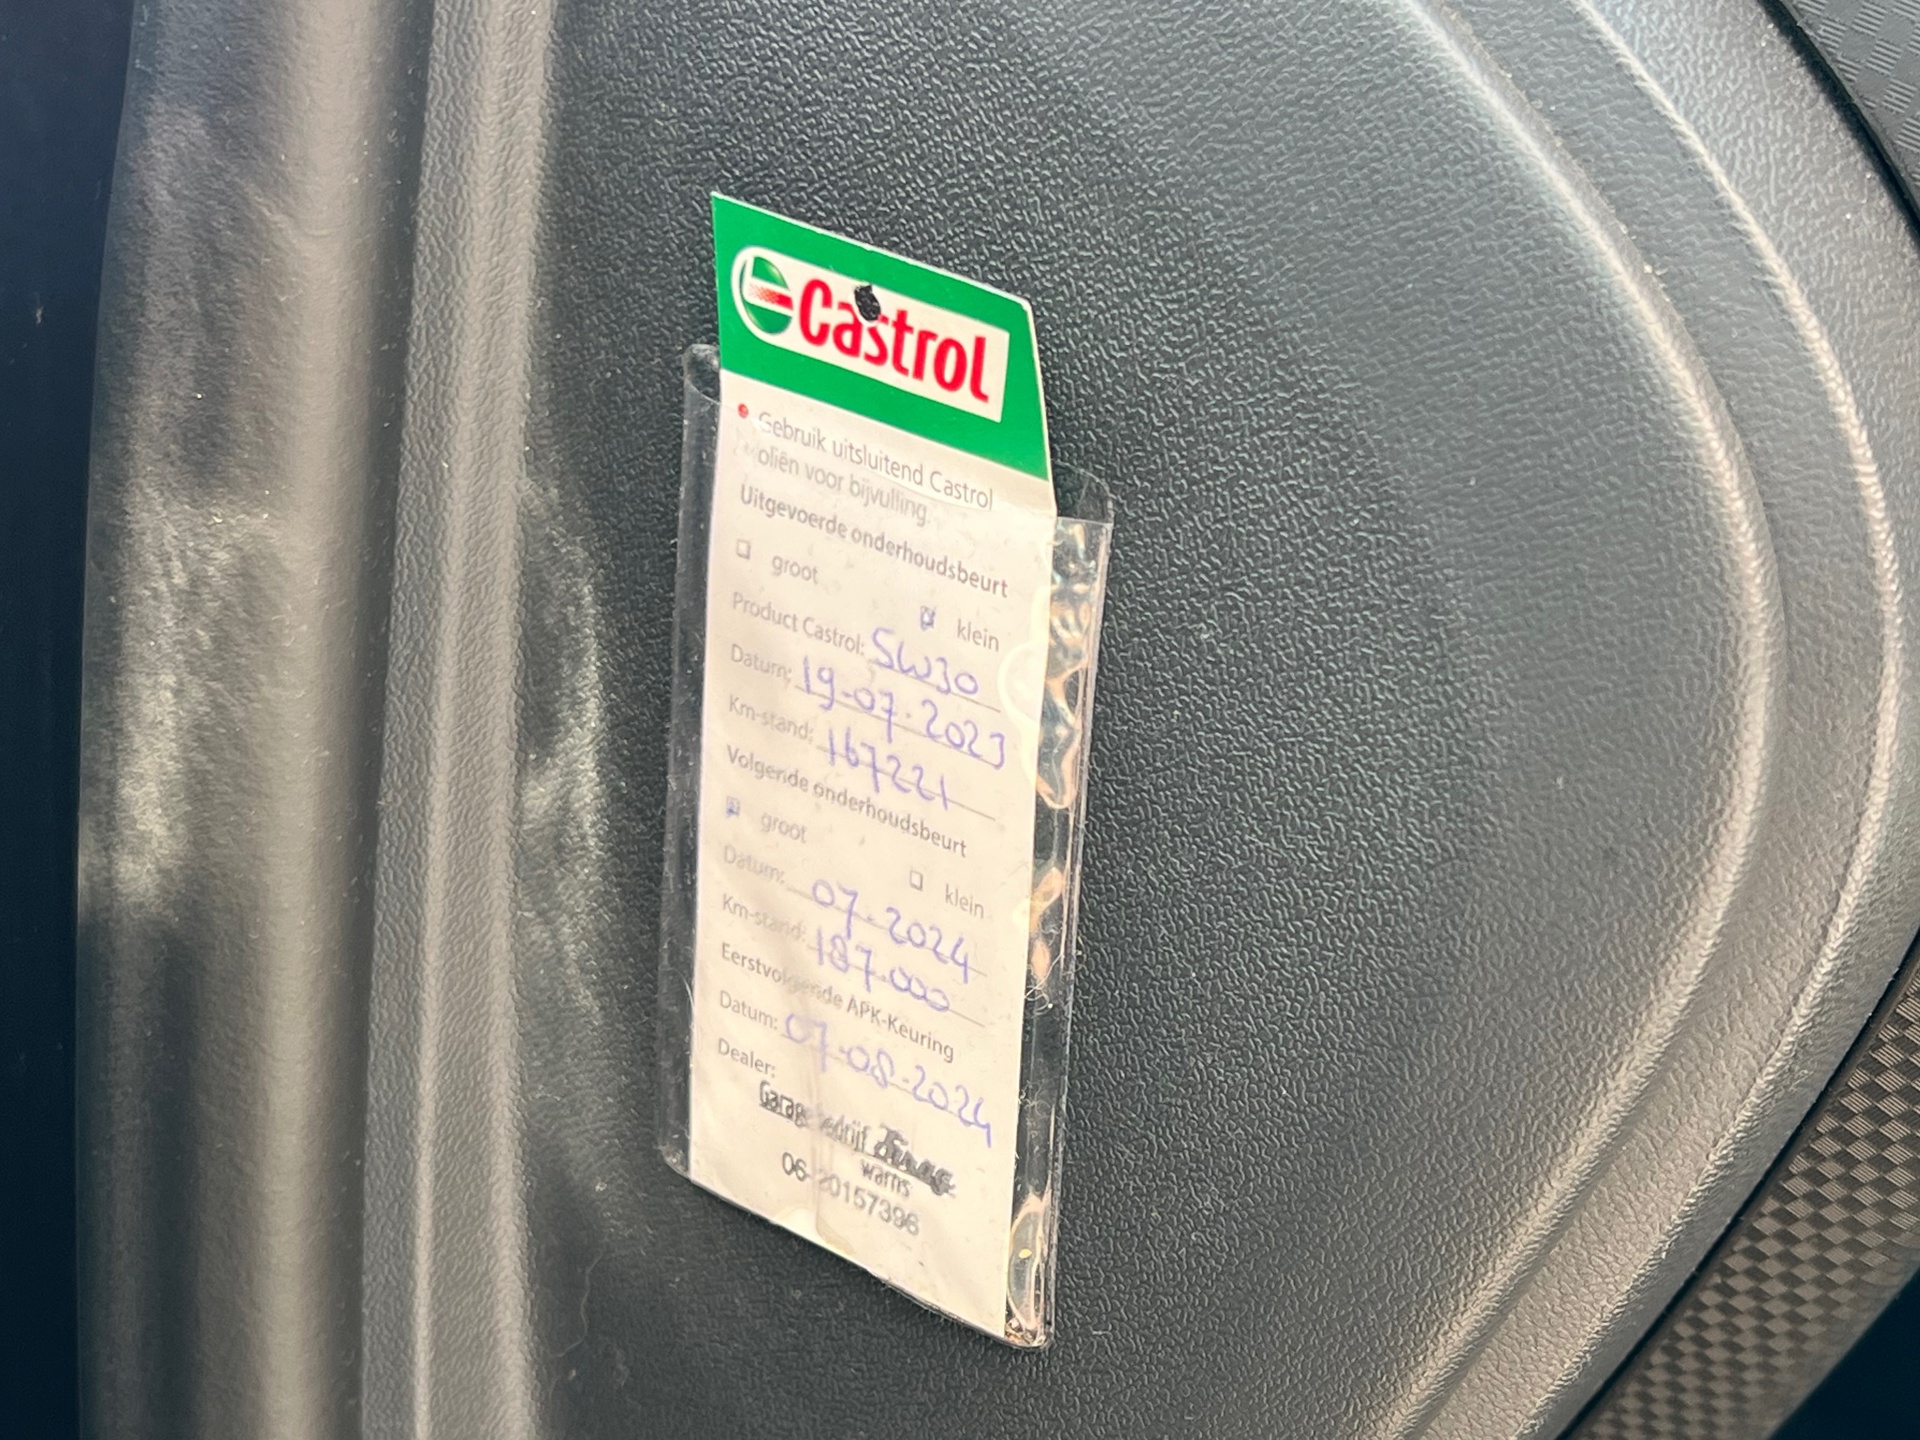 Castrol
Gebruik uitsluitend Castrol
oliën voor bijvulling.
Uitgevoerde onderhoudsbeurt
groot
klein
Product Castrol: 5W30
Datum: 19-07-2023
Km-stand: 167221
Volgende onderhoudsbeurt
groot
klein
Datum: 07-2024
Km-stand: 187.000
Eerstvolgende APK-Keuring
Datum: 07-08-2024
Dealer:
warns
06-20157396